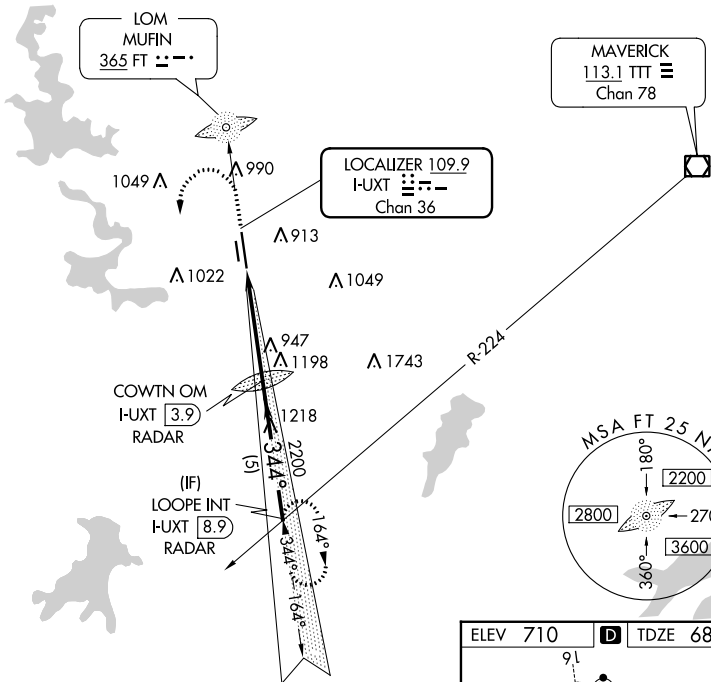 LOM
MUFIN
365 FT
MAVERICK
113.1 TTT
Chan 78
LOCALIZER 109.9
I-UXT
Chan 36
1049
990
913
1022
1049
947
1198
1743
R-224
COWTN OM
I-UXT 3.9
RADAR
1218
344°
2200
(5)
(IF)
LOOPE INT
I-UXT 8.9
RADAR
164°
344°
164°
MSA FT 25 N
180°
2200
2800
270
3600
360°
ELEV 710 D TDZE 68
16